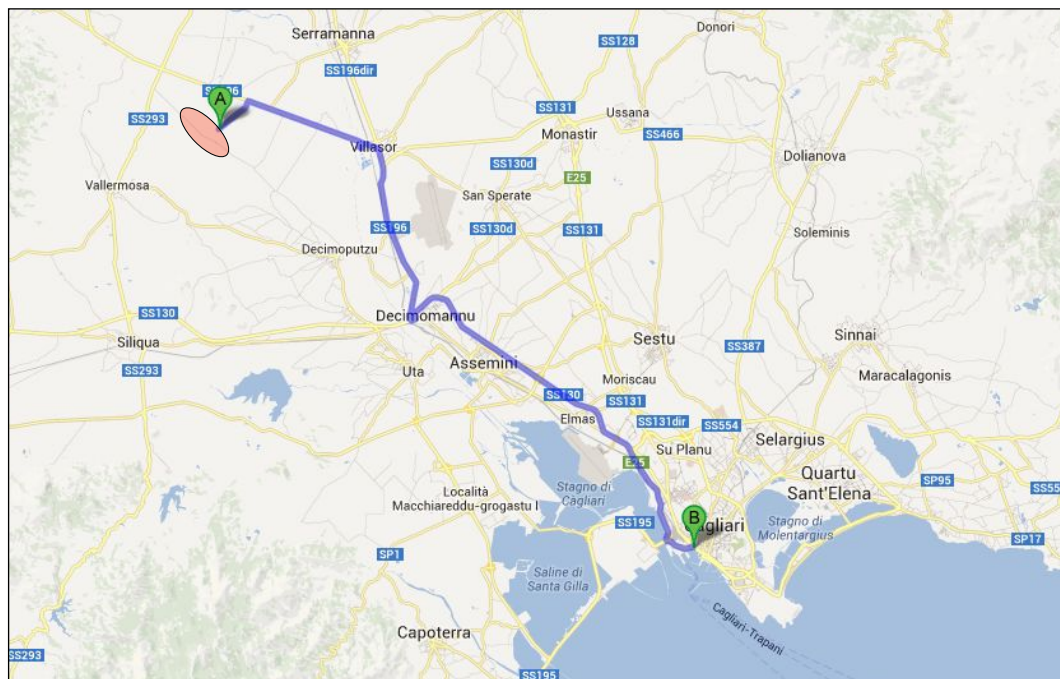 Donori
Serramanna
SS128
SS196dir
A
SS131
Ussana
SS293
Monastir
SS466
Villasor
Dolianova
SS130d
E25
Vallermosa
San Sperate
SS196
SS130d
SS131
Soleminis
Decimoputzu
SS130
Decimomannu
Siliqua
Sestu
Sinnai
SS387
SS293
Uta
Assemini
Maracalagonis
Moriscau
SS130
SS131
Elmas
SS131dir
SS554
Selargius
Su Planu
E25
Quartu
Sant'Elena
SP95
Stagno di
Cagliari
Località
Macchiareddu-grogastu I
SS195
B
Stagno di
Molentargius
SP17
SP1
Saline di
Santa Gilla
Cagliari-Trapani
Capoterra
SS293
SS195